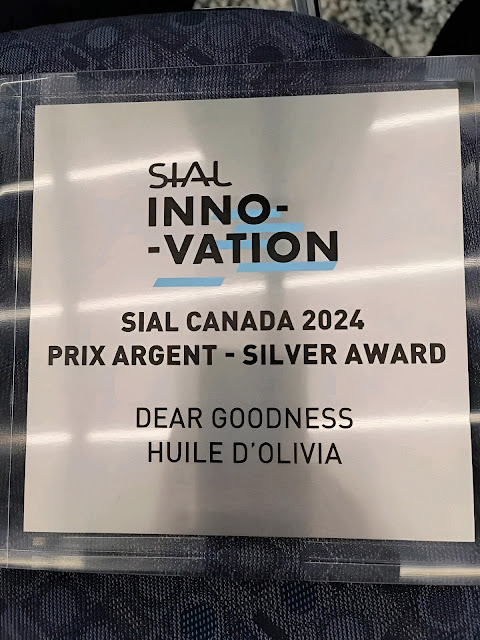 SIAL
INNO-
-VATION
SIAL CANADA 2024
PRIX ARGENT - SILVER AWARD
DEAR GOODNESS
HUILE D'OLIVIA